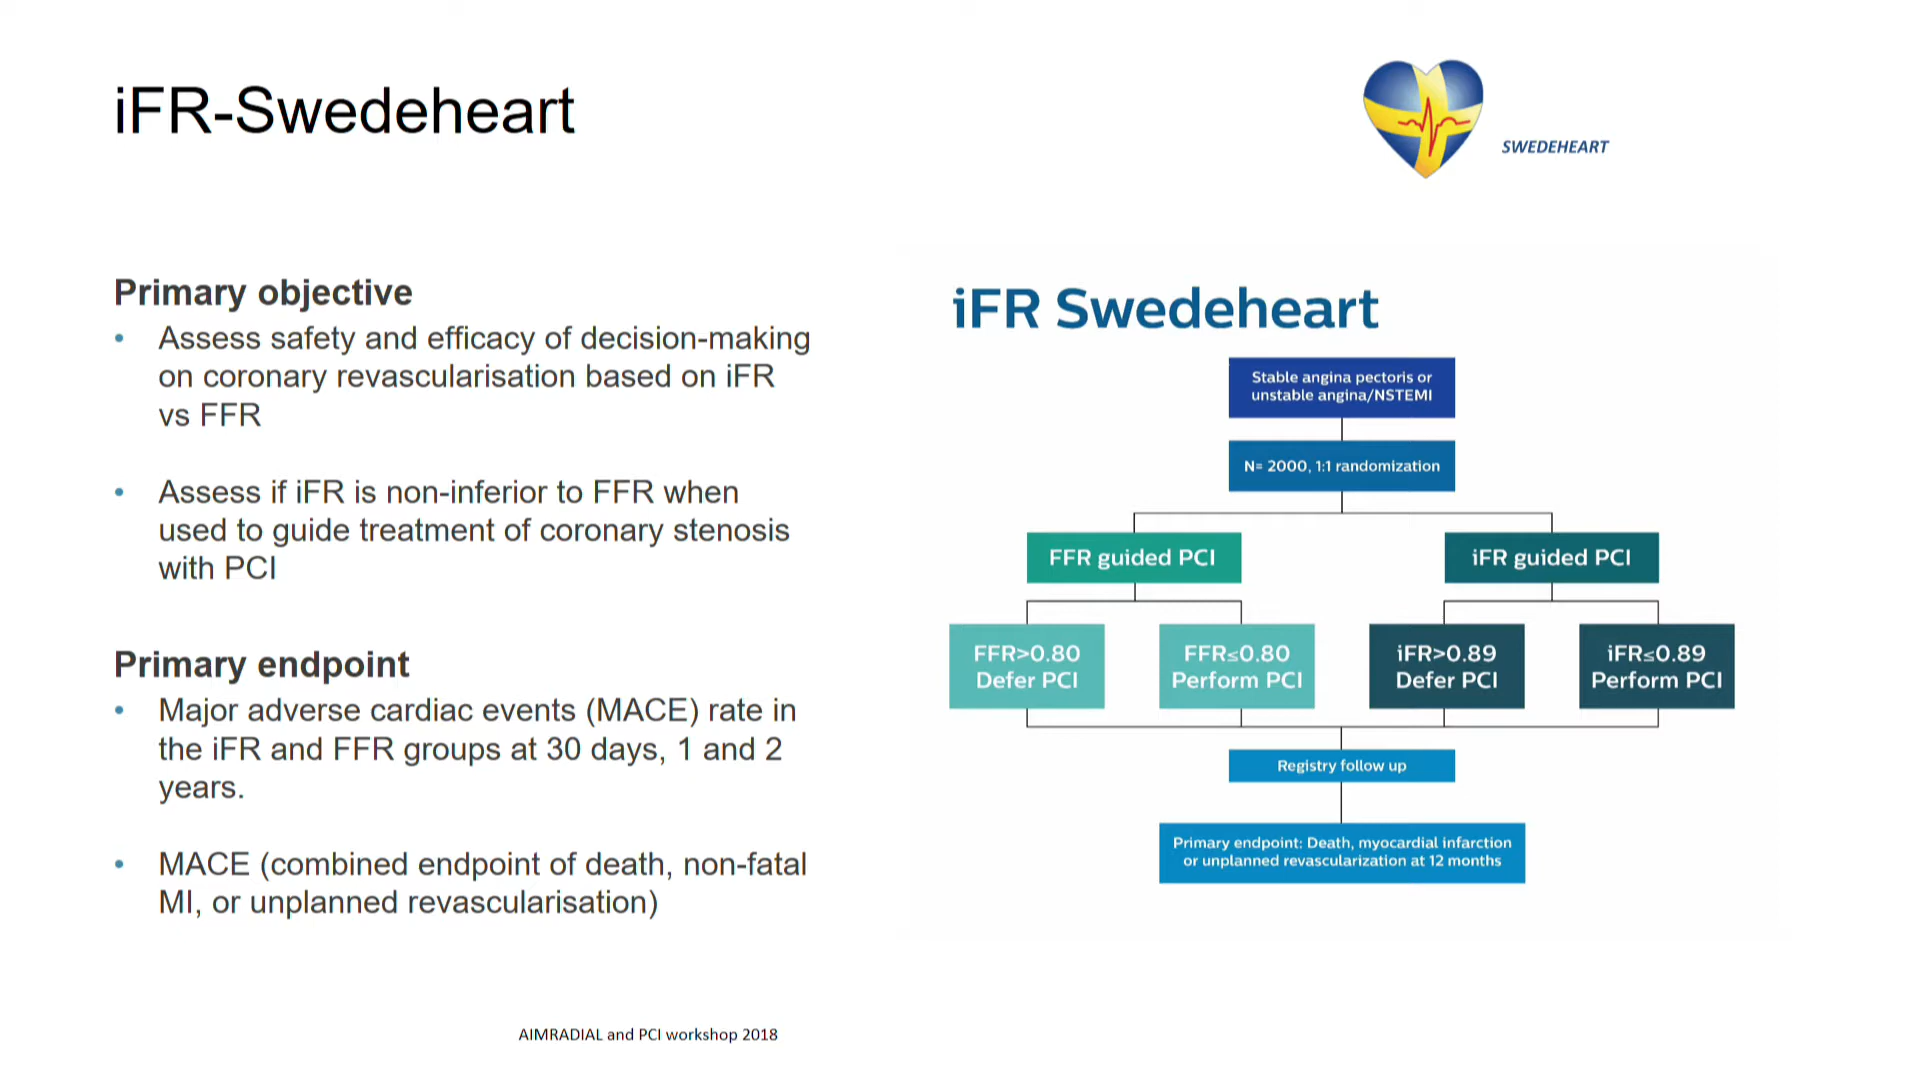 iFR-Swedeheart
SWEDEHEART
Primary objective
• Assess safety and efficacy of decision-making
on coronary revascularisation based on iFR
vs FFR
• Assess if iFR is non-inferior to FFR when
used to guide treatment of coronary stenosis
with PCI
Primary endpoint
• Major adverse cardiac events (MACE) rate in
the iFR and FFR groups at 30 days, 1 and 2
years.
• MACE (combined endpoint of death, non-fatal
MI, or unplanned revascularisation)
iFR Swedeheart
Stable angina pectoris or
unstable angina/NSTEMI
N= 2000, 1:1 randomization
FFR guided PCI
iFR guided PCI
FFR>0.80
Defer PCI
FFR≤0.80
Perform PCI
iFR>0.89
Defer PCI
iFR≤0.89
Perform PCI
Registry follow up
Primary endpoint: Death, myocardial infarction
or unplanned revascularization at 12 months
AIMRADIAL and PCI workshop 2018